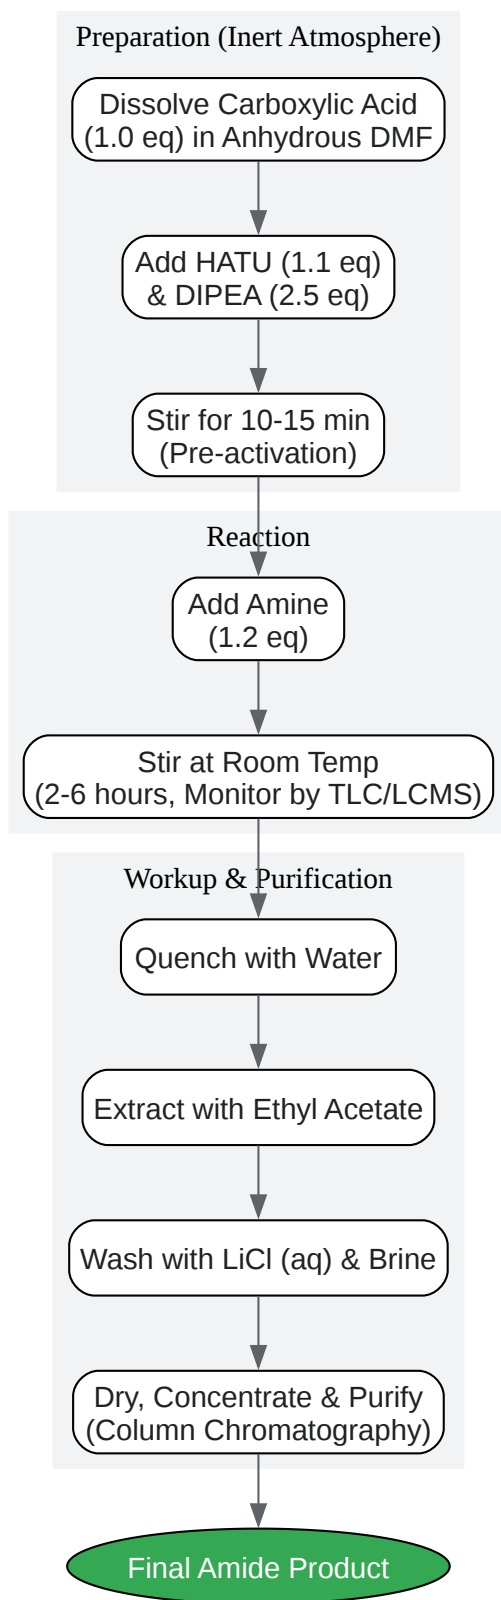 Preparation (Inert Atmosphere)
Dissolve Carboxylic Acid
(1.0 eq) in Anhydrous DMF
Add HATU (1.1 eq)
& DIPEA (2.5 eq)
Stir for 10-15 min
(Pre-activation)
Reaction
Add Amine
(1.2 eq)
Stir at Room Temp
(2-6 hours, Monitor by TLC/LCMS)
Workup & Purification
Quench with Water
Extract with Ethyl Acetate
Wash with LiCl (aq) & Brine
Dry, Concentrate & Purify
(Column Chromatography)
Final Amide Product